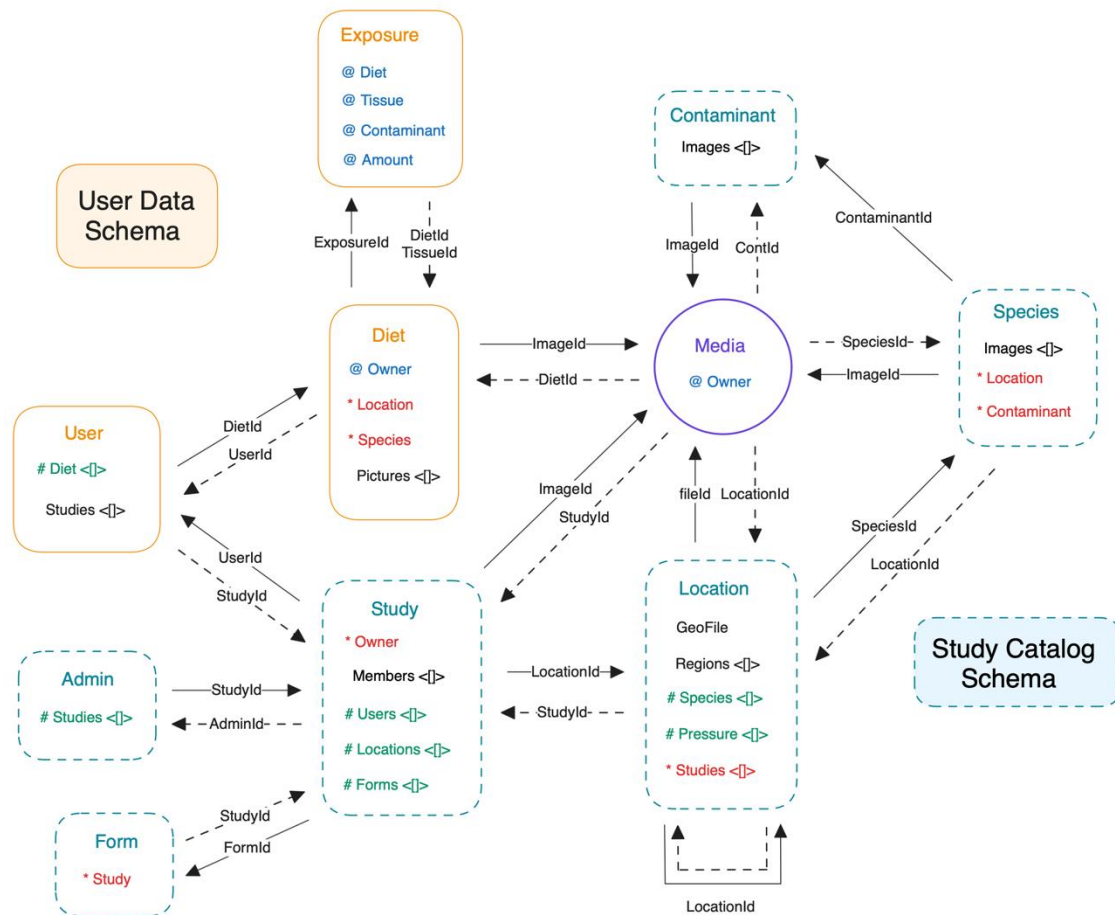 Exposure
@ Diet
@ Tissue
@ Contaminant
@ Amount
User Data
Schema
Contaminant
Images <[]>
ExposureId
DietId
TissueId
ImageId
ContId
ContaminantId
Diet
@ Owner
* Location
* Species
Pictures <[]>
ImageId
DietId
Media
@ Owner
SpeciesId
ImageId
Species
Images <[]>
* Location
* Contaminant
User
# Diet <[]>
Studies <[]>
DietId
UserId
UserId
StudyId
ImageId
StudyId
fileId
LocationId
SpeciesId
LocationId
Study
* Owner
Members <[]>
# Users <[]>
# Locations <[]>
# Forms <[]>
LocationId
StudyId
Location
GeoFile
Regions <[]>
# Species <[]>
# Pressure <[]>
* Studies <[]>
Study Catalog
Schema
Admin
# Studies <[]>
StudyId
AdminId
Form
* Study
StudyId
FormId
LocationId